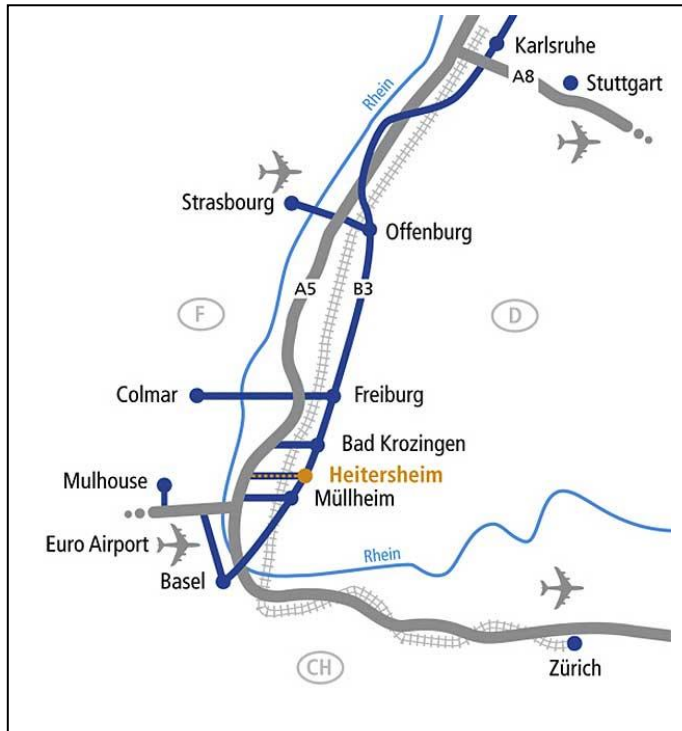 Karlsruhe
A8
Stuttgart
Rhein
Strasbourg
Offenburg
A5
B3
F
D
Colmar
Freiburg
Bad Krozingen
Heitersheim
Mulhouse
Müllheim
Euro Airport
Rhein
Basel
CH
Zürich